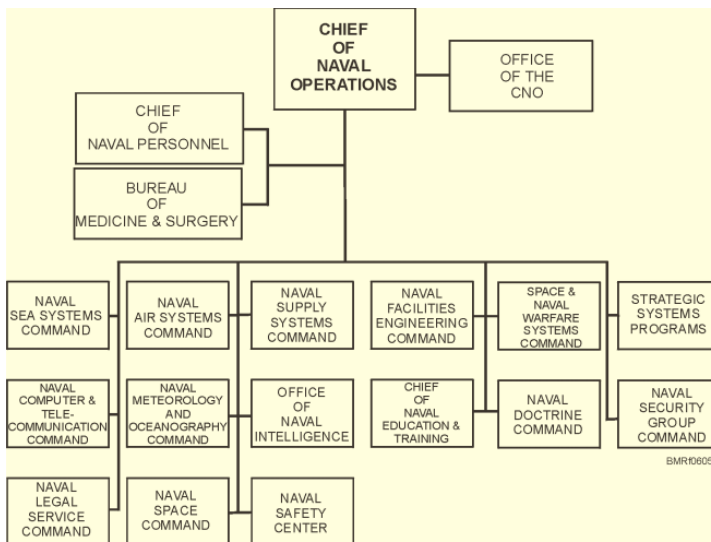 CHIEF
OF
NAVAL
OPERATIONS
OFFICE
OF THE
CNO
CHIEF
OF
NAVAL PERSONNEL
BUREAU
OF
MEDICINE & SURGERY
NAVAL
SEA SYSTEMS
COMMAND
NAVAL
AIR SYSTEMS
COMMAND
NAVAL
SUPPLY
SYSTEMS
COMMAND
NAVAL
FACILITIES
ENGINEERING
COMMAND
SPACE &
NAVAL
WARFARE
SYSTEMS
COMMAND
STRATEGIC
SYSTEMS
PROGRAMS
NAVAL
COMPUTER &
TELE-
COMMUNICATION
COMMAND
NAVAL
METEOROLOGY
AND
OCEANOGRAPHY
COMMAND
OFFICE
OF
NAVAL
INTELLIGENCE
CHIEF
OF
NAVAL
EDUCATION &
TRAINING
NAVAL
DOCTRINE
COMMAND
NAVAL
SECURITY
GROUP
COMMAND
BMRf0605
NAVAL
LEGAL
SERVICE
COMMAND
NAVAL
SPACE
COMMAND
NAVAL
SAFETY
CENTER